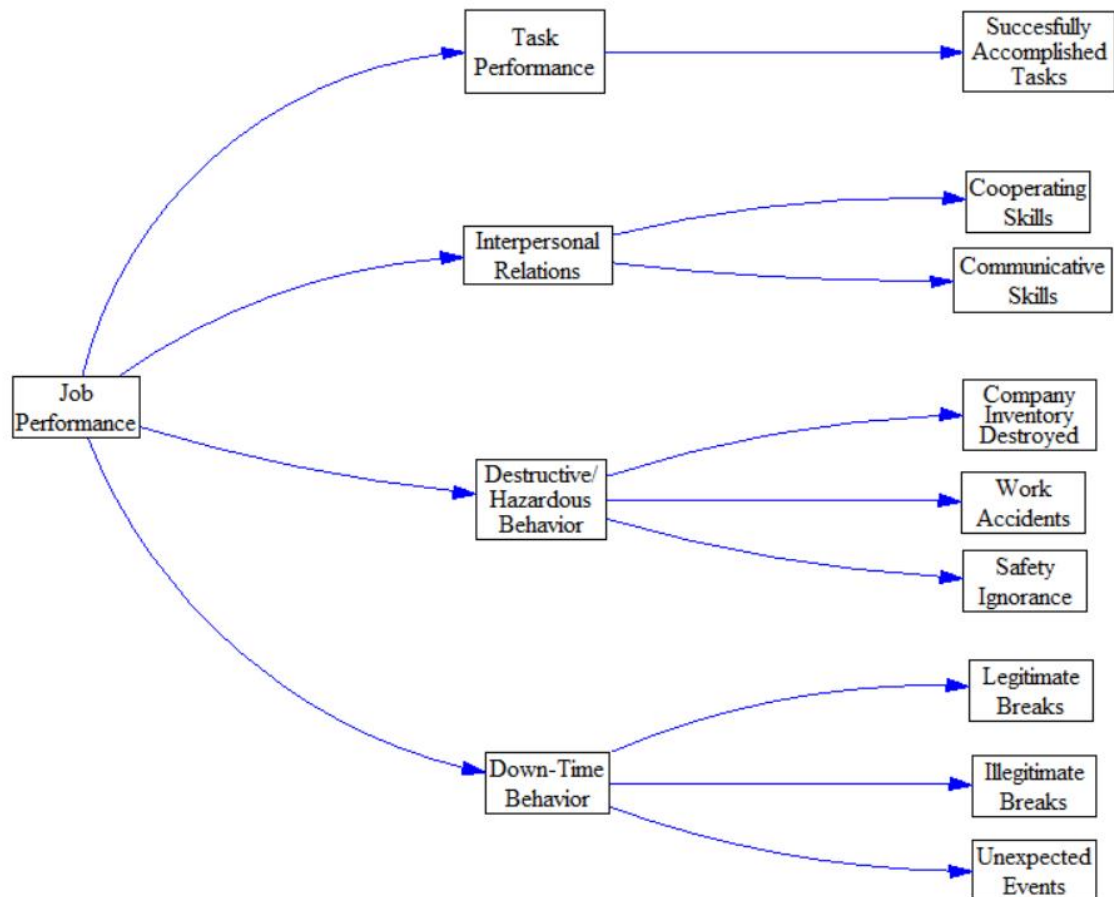 Task
Performance
Succesfully
Accomplished
Tasks
Cooperating
Skills
Interpersonal
Relations
Communicative
Skills
Job
Performance
Company
Inventory
Destroyed
Destructive/
Hazardous
Behavior
Work
Accidents
Safety
Ignorance
Legitimate
Breaks
Down-Time
Behavior
Illegitimate
Breaks
Unexpected
Events